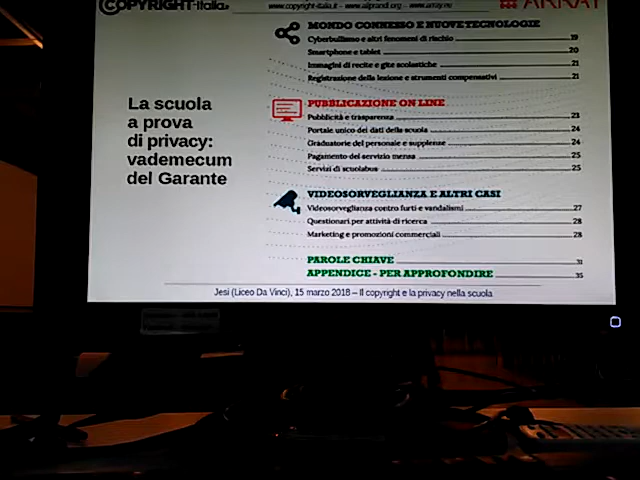 COPYRIGHT-Italia.it
www.copyright-italia.it – www.aliprandi.org – www.array.eu
# ARRAY
MONDO CONNESSO E NUOVE TECNOLOGIE
Cyberbullismo e altri fenomeni di rischio 19
Smartphone e tablet 20
Immagini di recite e gite scolastiche 21
Registrazione della lezione e strumenti compensativi 21
La scuola
a prova
di privacy:
vademecum
del Garante
PUBBLICAZIONE ON LINE
Pubblicità e trasparenza 23
Portale unico dei dati della scuola 24
Graduatorie del personale e supplenze 24
Pagamento del servizio mensa 25
Servizi di scuolabus 25
VIDEOSORVEGLIANZA E ALTRI CASI
Videosorveglianza contro furti e vandalismi 27
Questionari per attività di ricerca 28
Marketing e promozioni commerciali 28
PAROLE CHIAVE 31
APPENDICE - PER APPROFONDIRE 35
Jesi (Liceo Da Vinci), 15 marzo 2018 – Il copyright e la privacy nella scuola